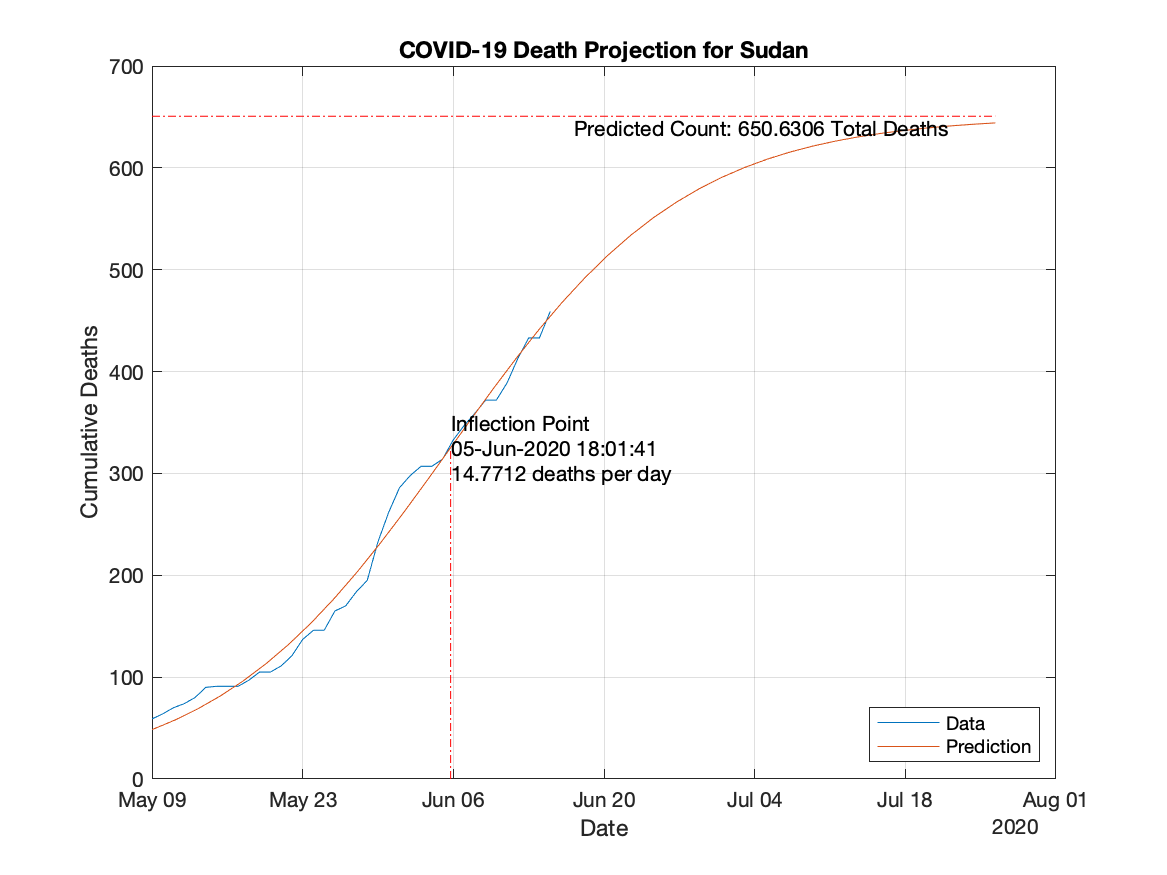 COVID-19 Death Projection for Sudan
700
600
500
400
300
200
100
0
Cumulative Deaths
Predicted Count: 650.6306 Total Deaths
Inflection Point
05-Jun-2020 18:01:41
14.7712 deaths per day
Data
Prediction
May 09 May 23 Jun 06 Jun 20 Jul 04 Jul 18 Aug 01
Date
2020